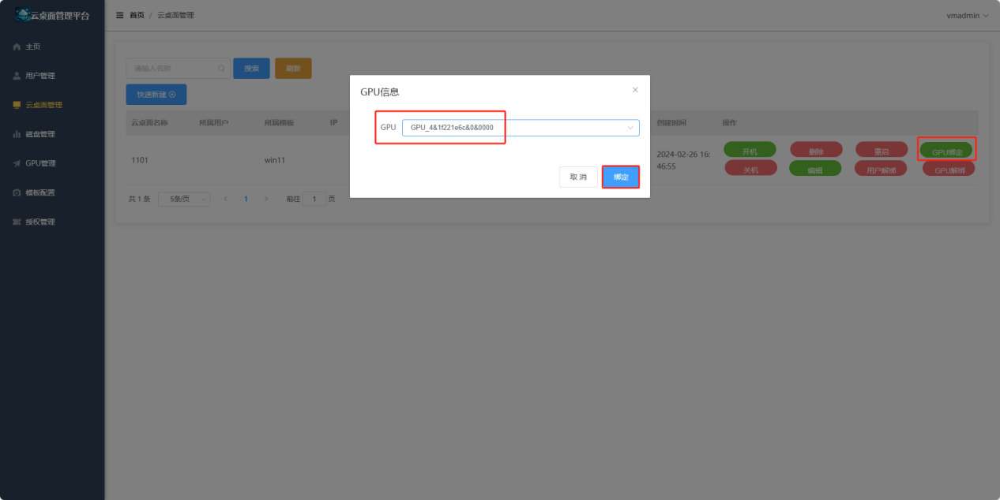 云桌面管理平台
首页 / 云桌面管理
vmadmin
主页
用户管理
云桌面管理
磁盘管理
GPU管理
模板配置
授权管理
请输入名称
搜索
刷新
快速新建
云桌面名称 所属用户 所属模板 IP 创建时间 操作
1101 win11 2024-02-26 16:
46:55
开机 删除 重启 GPU绑定
关机 编辑 用户解绑 GPU解绑
共 1 条 5条/页 1 前往 1 页
GPU信息
GPU GPU_4&1f221e6c&0&0000
取 消 绑定